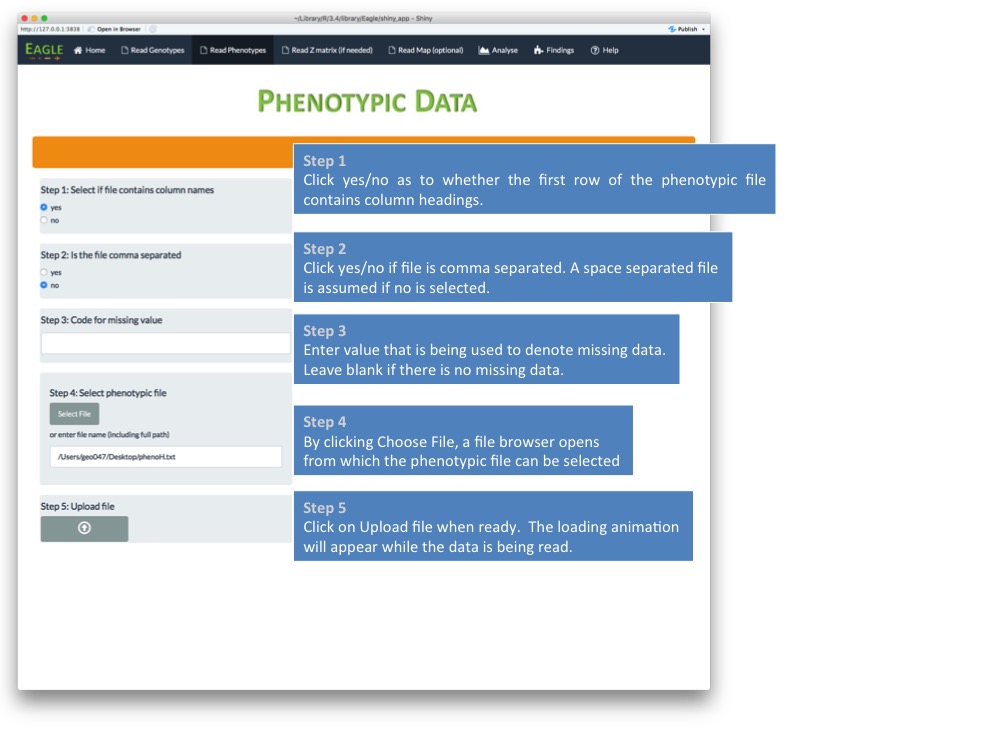 ~/Library/R/3.4/library/Eagle/shiny_app - Shiny
http://127.0.0.1:3838 Open in Browser Publish
EAGLE Home Read Genotypes Read Phenotypes Read Z matrix (if needed) Read Map (optional) Analyse Findings Help
PHENOTYPIC DATA
Step 1
Click yes/no as to whether the first row of the phenotypic file
contains column headings.
Step 1: Select if file contains column names
yes
no
Step 2
Click yes/no if file is comma separated. A space separated file
is assumed if no is selected.
Step 2: Is the file comma separated
yes
no
Step 3
Enter value that is being used to denote missing data.
Leave blank if there is no missing data.
Step 3: Code for missing value
Step 4
By clicking Choose File, a file browser opens
from which the phenotypic file can be selected
Step 4: Select phenotypic file
Select File
or enter file name (including full path)
/Users/geo047/Desktop/phenoH.txt
Step 5
Click on Upload file when ready. The loading animation
will appear while the data is being read.
Step 5: Upload file